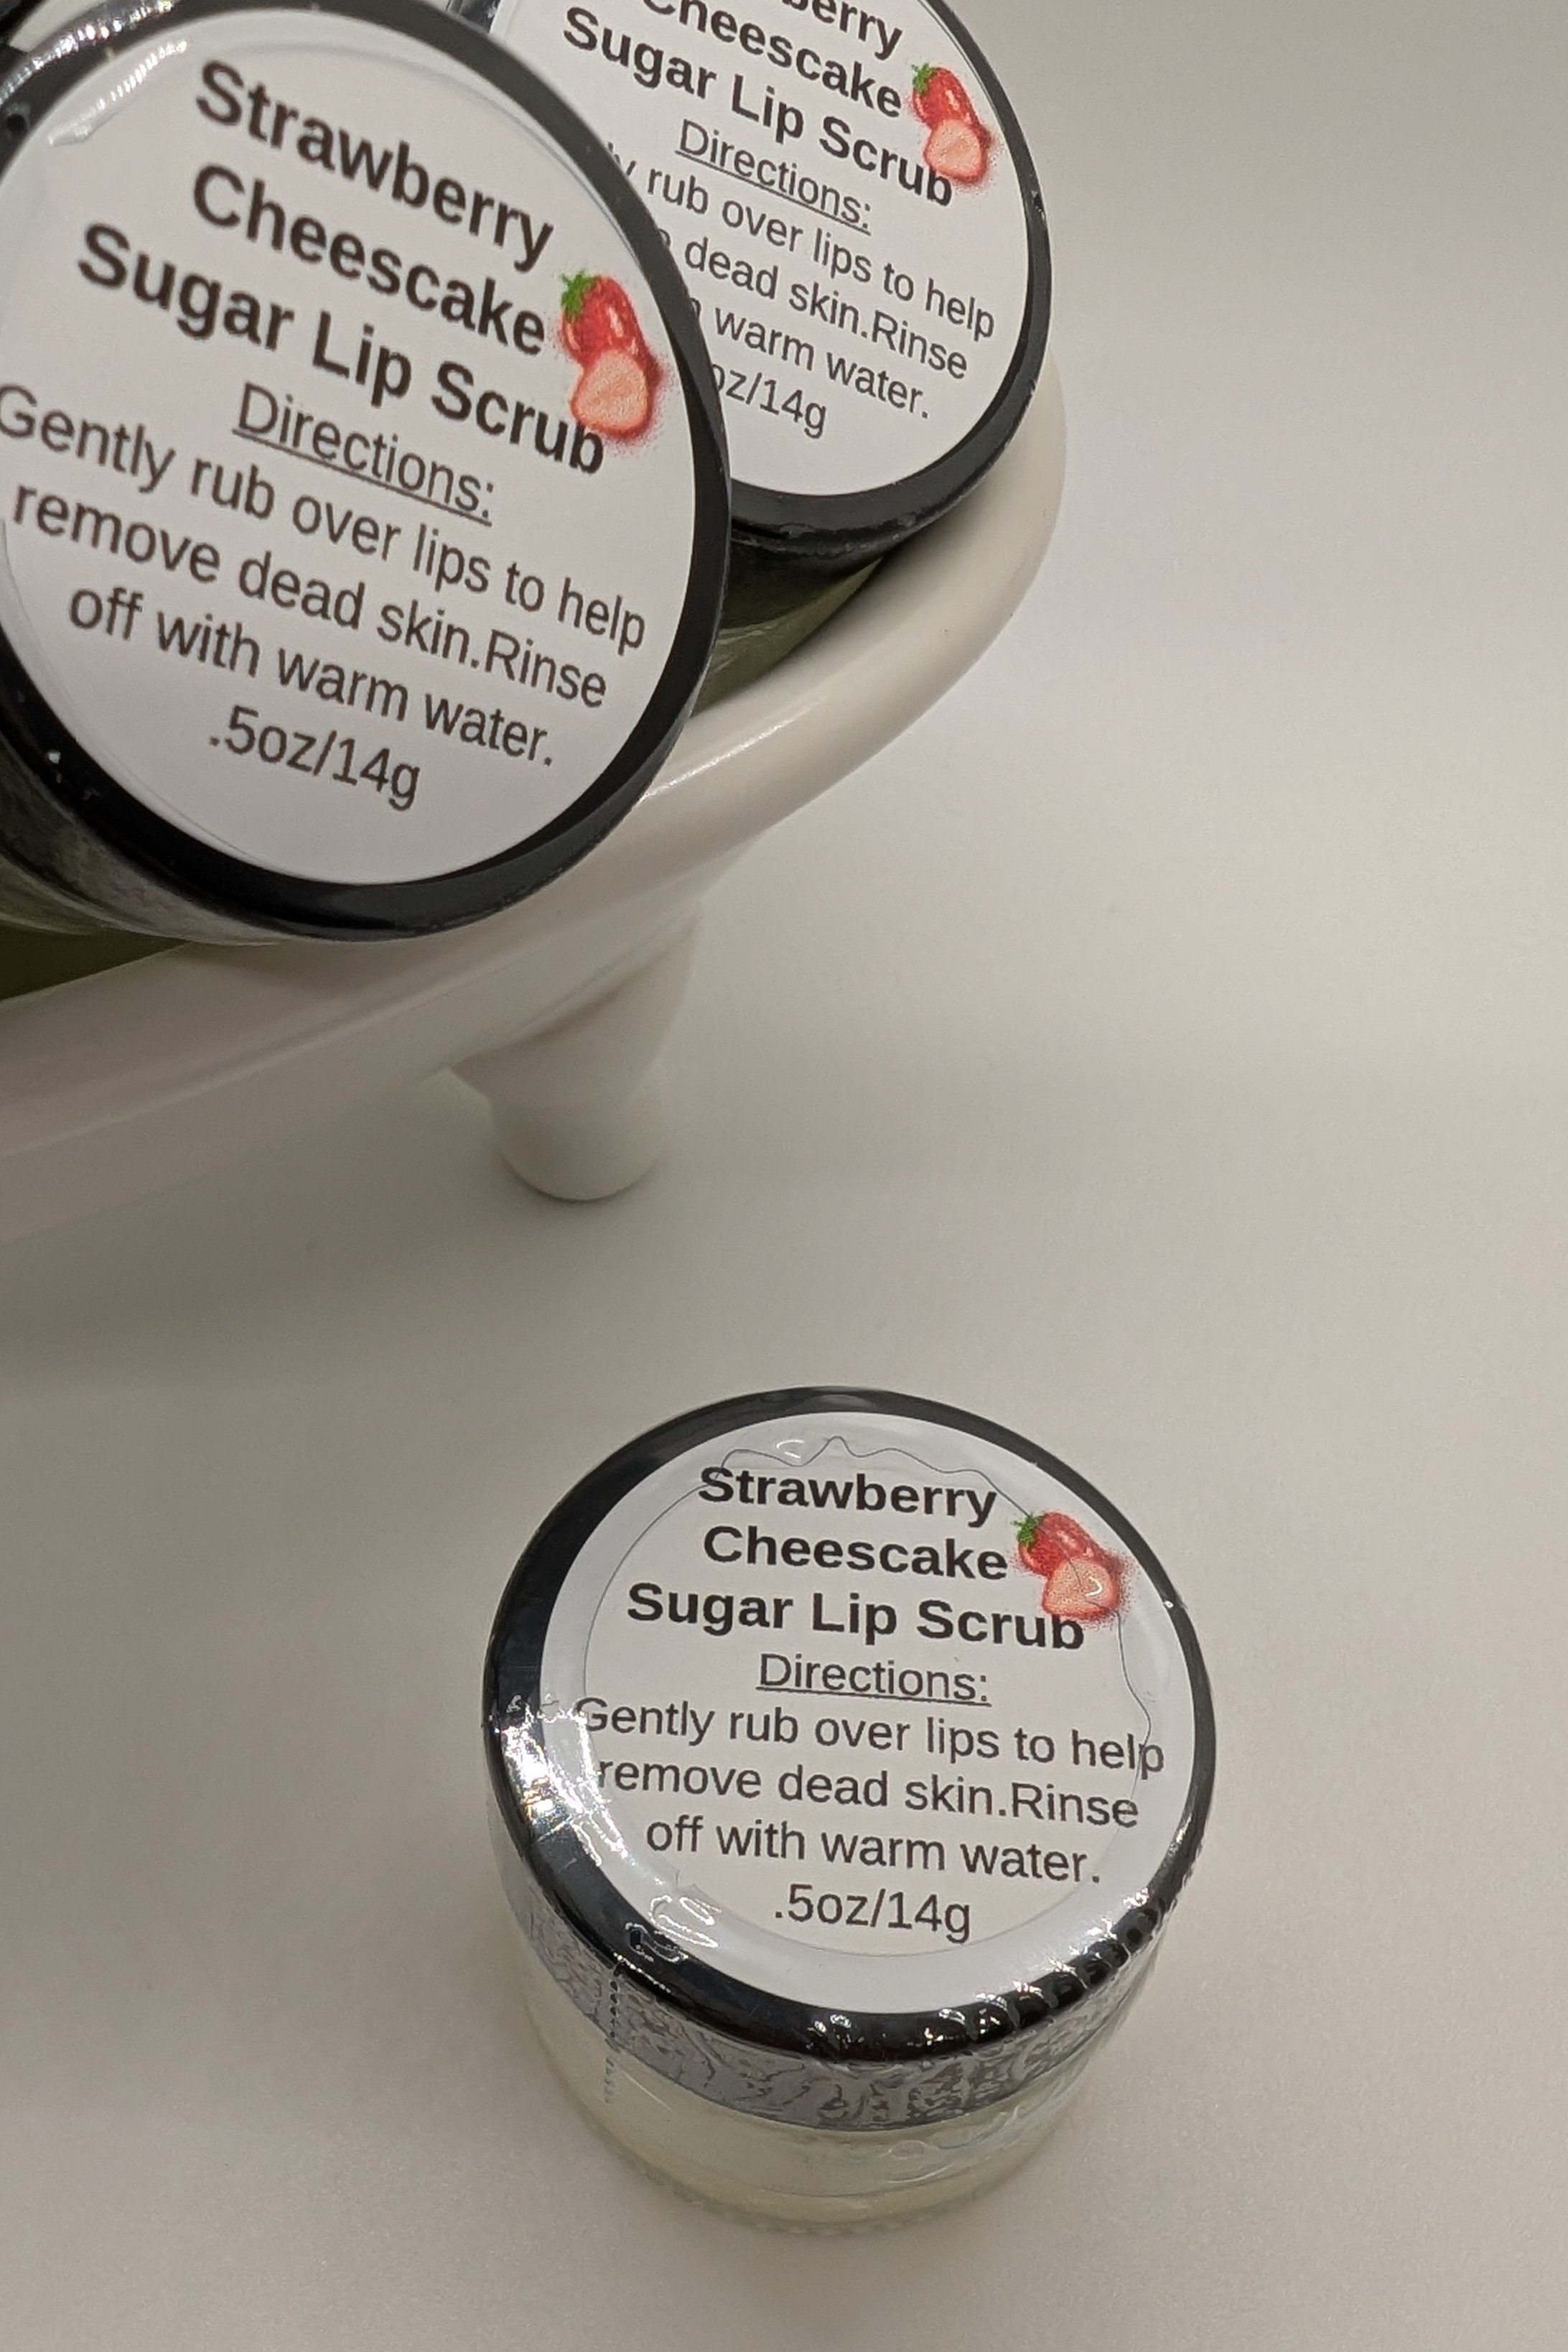 Strawberry
Cheescake
Sugar Lip Scrub
Directions:
Gently rub over lips to help
remove dead skin.Rinse
off with warm water.
.5oz/14g
Cheescake
Sugar Lip Scrub
Directions:
rub over lips to help
dead skin.Rinse
warm water.
Strawberry
Cheescake
Sugar Lip Scrub
Directions:
Gently rub over lips to help
remove dead skin.Rinse
off with warm water.
.5oz/14g